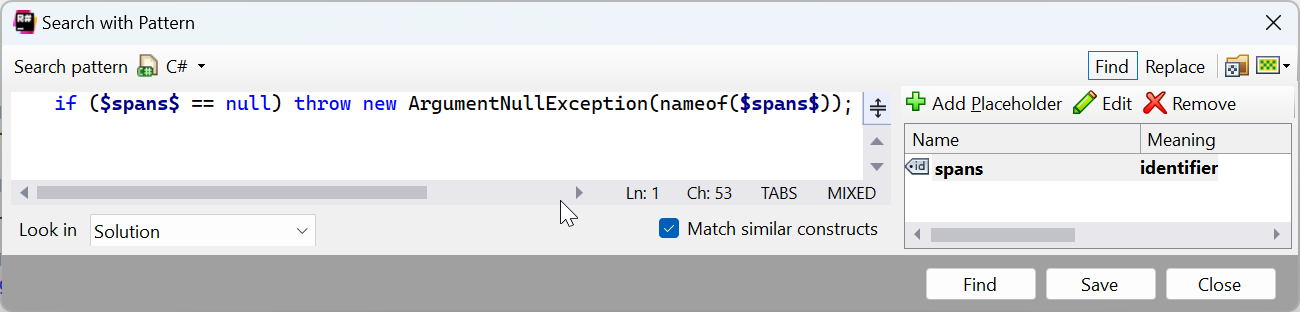 R#
Search with Pattern
Search pattern C# Find Replace
if ($spans$ == null) throw new ArgumentNullException(nameof($spans$));
Add Placeholder Edit Remove
Name Meaning
id spans identifier
Ln: 1 Ch: 53 TABS MIXED
Look in Solution Match similar constructs
Find Save Close